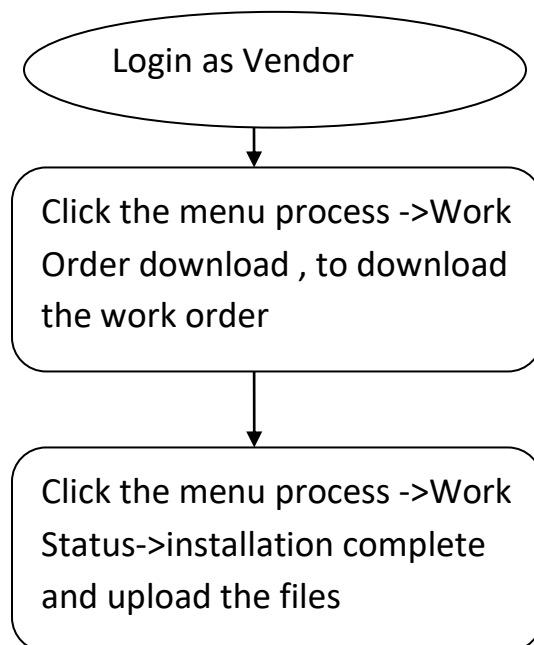 Login as Vendor
Click the menu process ->Work
Order download , to download
the work order
Click the menu process ->Work
Status->installation complete
and upload the files